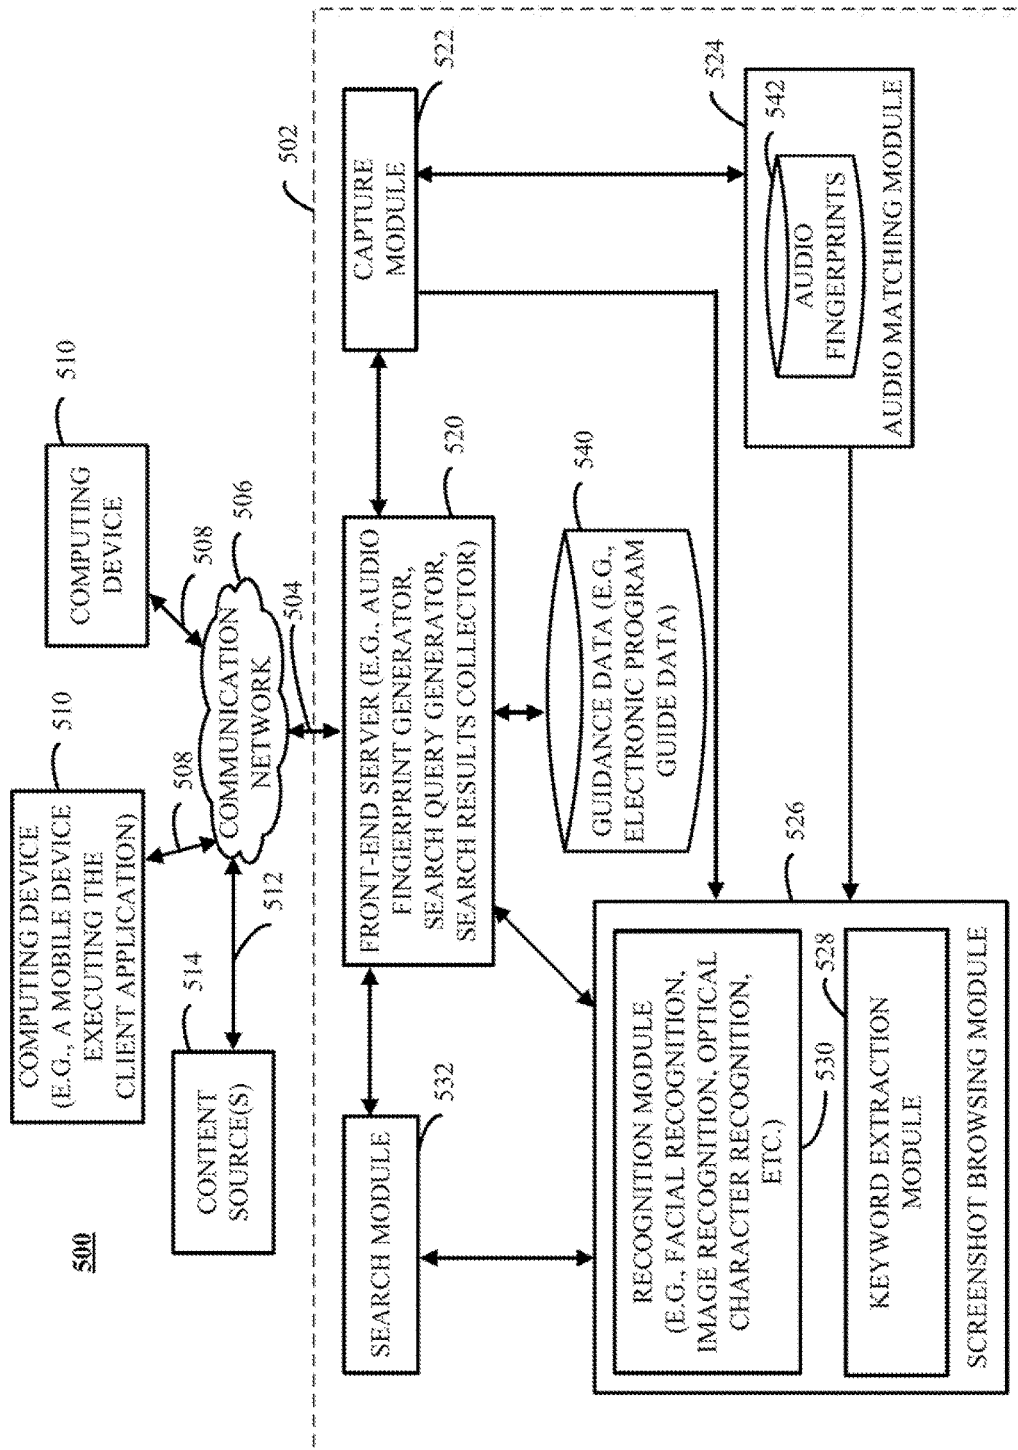 500
COMPUTING DEVICE
(E.G., A MOBILE DEVICE
EXECUTING THE
CLIENT APPLICATION)
510
COMPUTING
DEVICE
510
508
508
COMMUNICATION
NETWORK
506
CONTENT
SOURCE(S)
514
512
504
502
SEARCH MODULE
532
FRONT-END SERVER (E.G., AUDIO
FINGERPRINT GENERATOR,
SEARCH QUERY GENERATOR,
SEARCH RESULTS COLLECTOR)
520
CAPTURE
MODULE
522
GUIDANCE DATA (E.G.,
ELECTRONIC PROGRAM
GUIDE DATA)
540
RECOGNITION MODULE
(E.G., FACIAL RECOGNITION,
IMAGE RECOGNITION, OPTICAL
CHARACTER RECOGNITION,
ETC.)
530
526
KEYWORD EXTRACTION
MODULE
528
SCREENSHOT BROWSING MODULE
524
542
AUDIO
FINGERPRINTS
AUDIO MATCHING MODULE